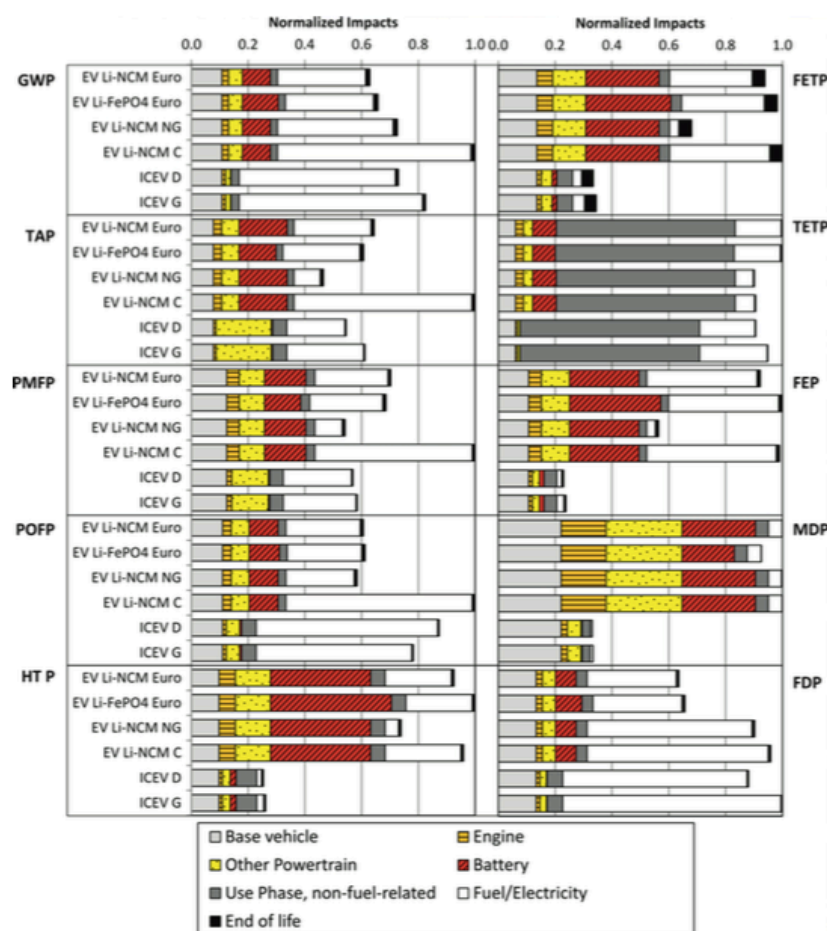 Normalized Impacts Normalized Impacts
0.0 0.2 0.4 0.6 0.8 1.0 0.0 0.2 0.4 0.6 0.8 1.0
GWP EV Li-NCM Euro FETP
EV Li-FePO4 Euro
EV Li-NCM NG
EV Li-NCM C
ICEV D
ICEV G
TAP EV Li-NCM Euro TETP
EV Li-FePO4 Euro
EV Li-NCM NG
EV Li-NCM C
ICEV D
ICEV G
PMFP EV Li-NCM Euro FEP
EV Li-FePO4 Euro
EV Li-NCM NG
EV Li-NCM C
ICEV D
ICEV G
POFP EV Li-NCM Euro MDP
EV Li-FePO4 Euro
EV Li-NCM NG
EV Li-NCM C
ICEV D
ICEV G
HT P EV Li-NCM Euro FDP
EV Li-FePO4 Euro
EV Li-NCM NG
EV Li-NCM C
ICEV D
ICEV G
Base vehicle Engine
Other Powertrain Battery
Use Phase, non-fuel-related Fuel/Electricity
End of life